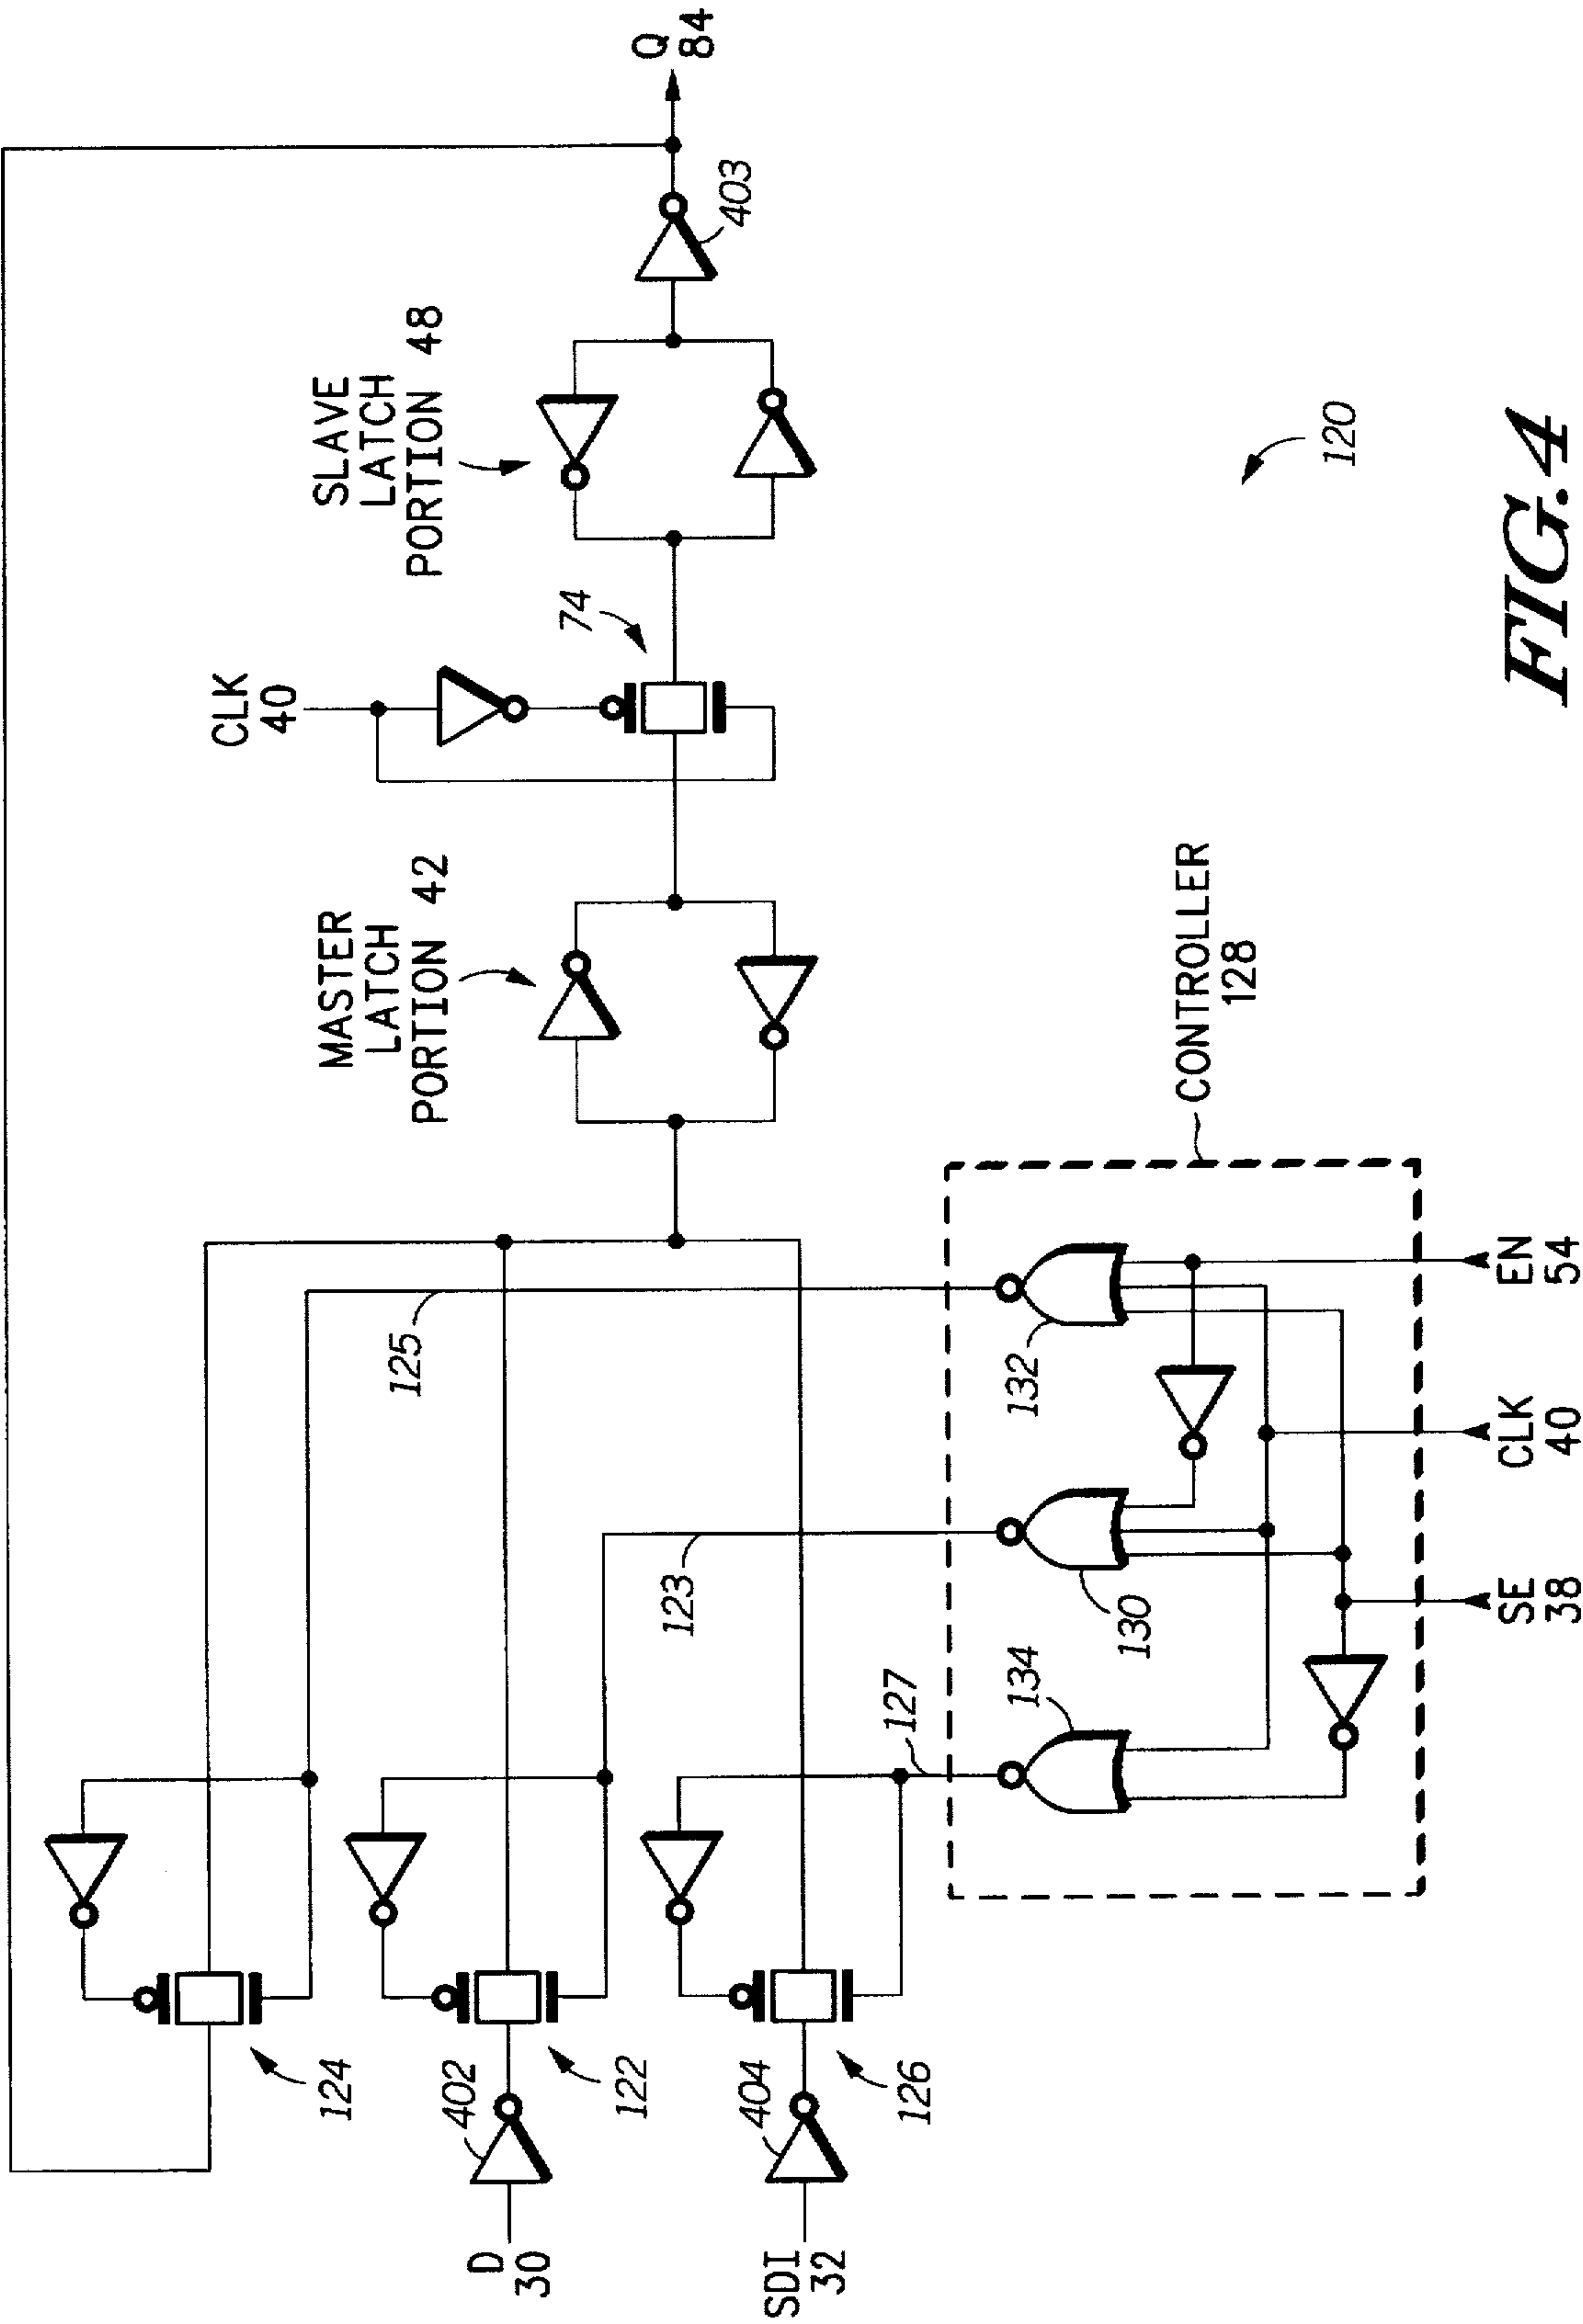 Q
84
403
SLAVE
LATCH
PORTION 48
74
CLK
40
MASTER
LATCH
PORTION 42
125
123
127
124
402
122
404
126
D
30
SDI
32
CONTROLLER
128
132
130
134
EN
54
CLK
40
SE
38
120
FIG.4